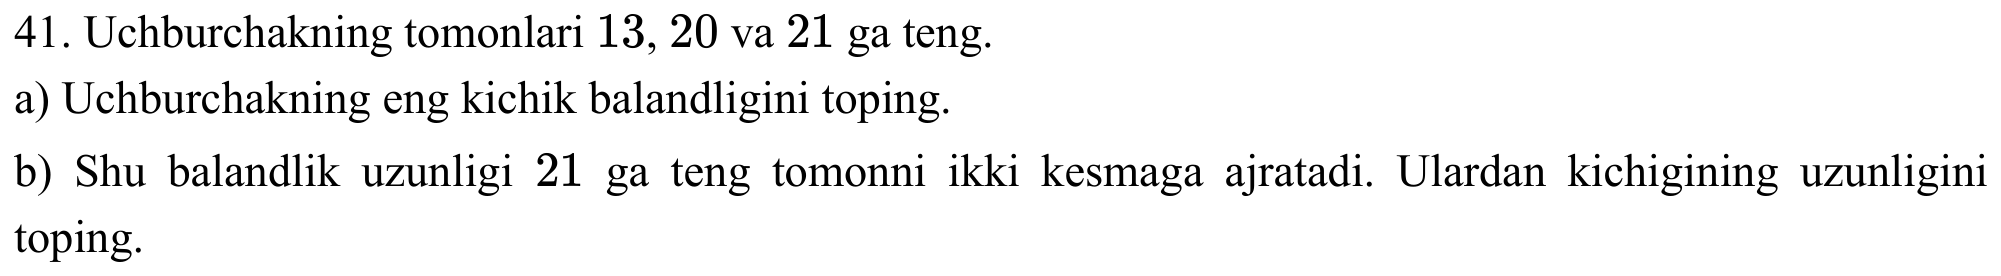 41. Uchburchakning tomonlari 13, 20 va 21 ga teng.
a) Uchburchakning eng kichik balandligini toping.
b) Shu balandlik uzunligi 21 ga teng tomonni ikki kesmaga ajratadi. Ulardan kichigining uzunligini
toping.